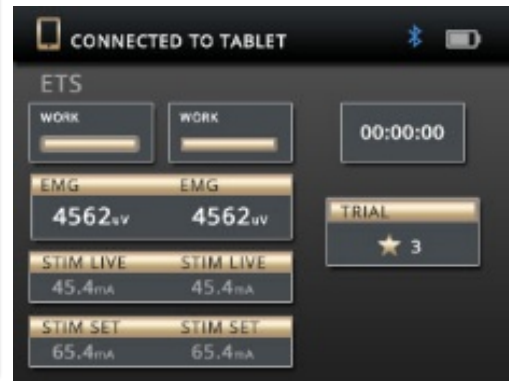 CONNECTED TO TABLET
ETS
WORK WORK
00:00:00
EMG EMG
4562uv 4562uv
TRIAL
3
STIM LIVE STIM LIVE
45.4mA 45.4mA
STIM SET STIM SET
65.4mA 65.4mA